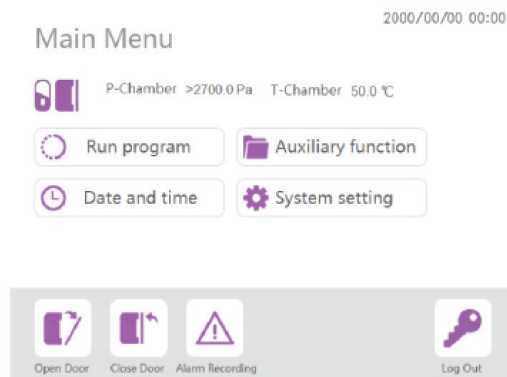 2000/00/00 00:00
Main Menu
P-Chamber >2700.0 Pa T-Chamber 50.0 ℃
Run program
Auxiliary function
Date and time
System setting
Open Door
Close Door
Alarm Recording
Log Out